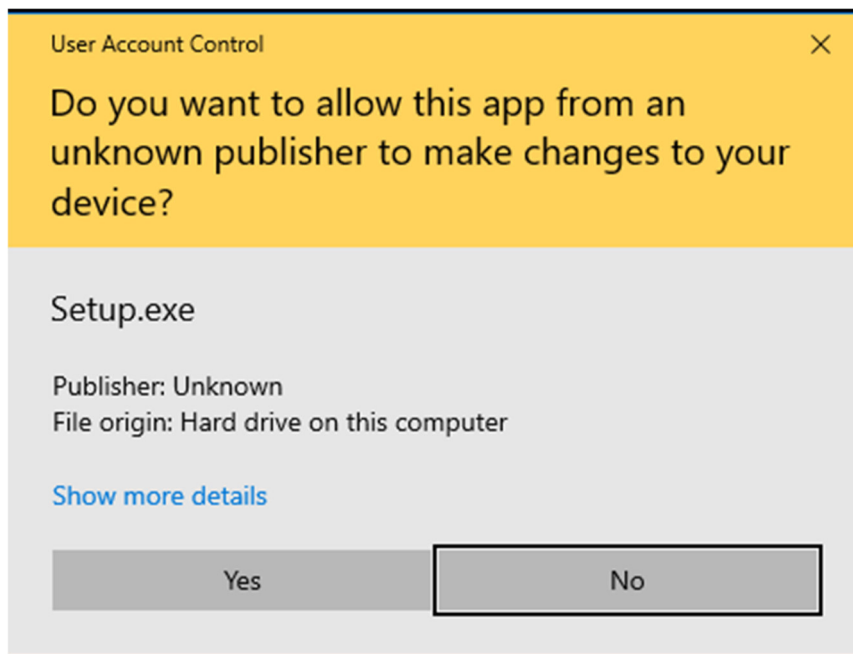 User Account Control
Do you want to allow this app from an
unknown publisher to make changes to your
device?
Setup.exe
Publisher: Unknown
File origin: Hard drive on this computer
Show more details
Yes
No